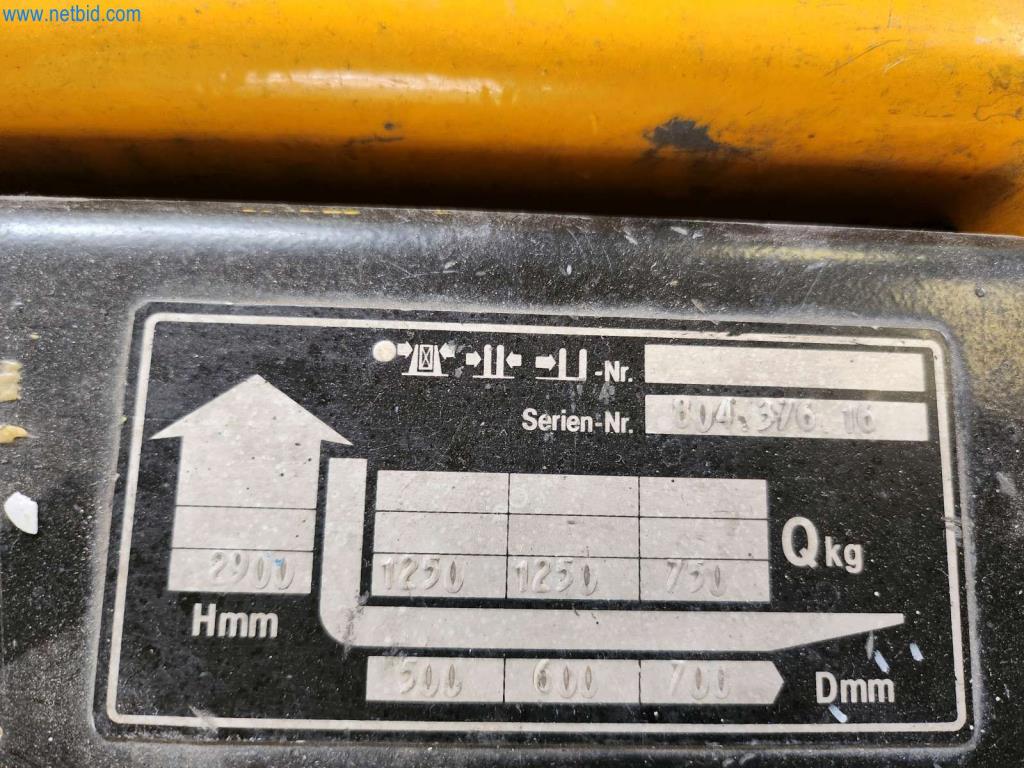 www.netbid.com
-Nr.
Serien-Nr. 804.376 16
2900 1250 1250 750 Qkg
Hmm
500 600 700 Dmm